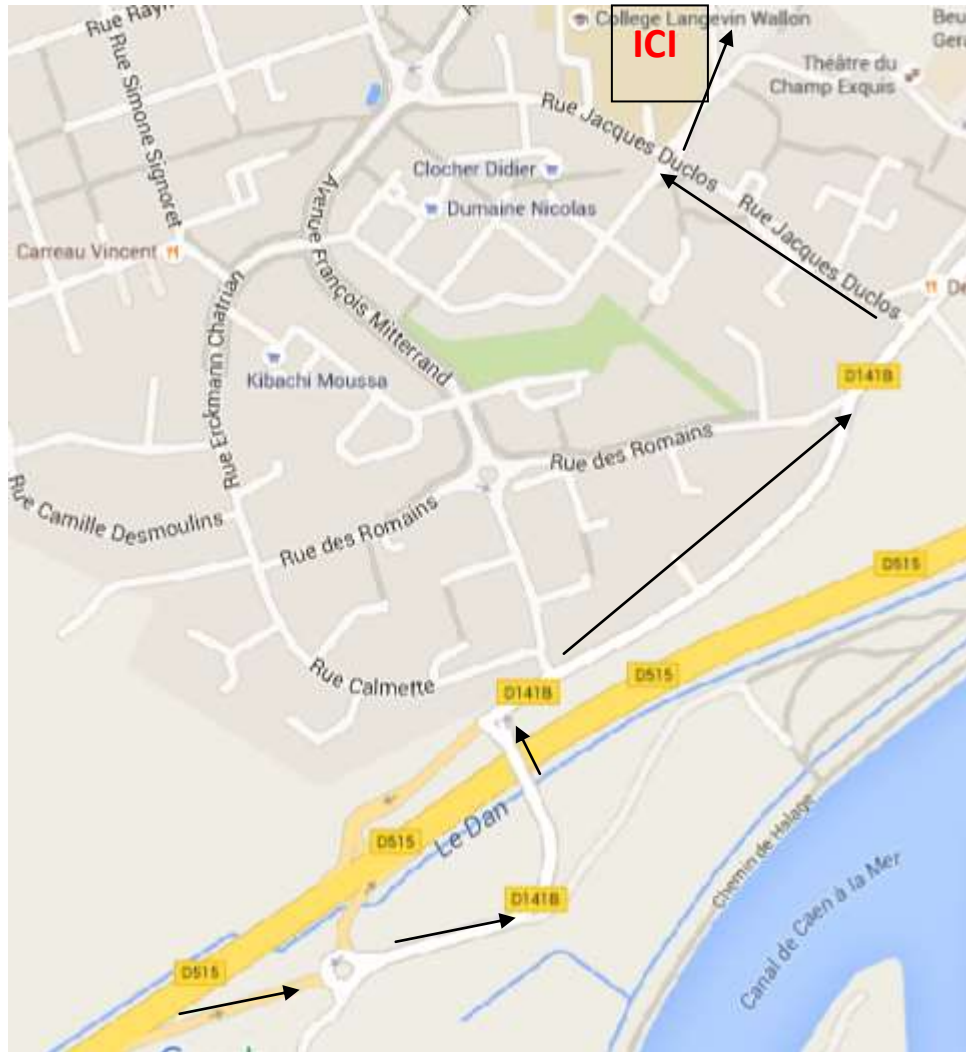 Rue Raym
College Langevin Wallon
ICI
Rue Simone Signoret
Théâtre du
Champ Exquis
Rue Jacques Duclos
Clocher Didier
Dumaine Nicolas
Rue Jacques Duclos
Avenue François Mitterrand
Carreau Vincent
Rue Erckmann Chatrian
Kibachi Moussa
D141B
Rue des Romains
Rue Camille Desmoulins
Rue des Romains
D515
Rue Calmette
D141B
D515
D515
Le Dan
Chemin de Halage
D141B
Canal de Caen à la Mer
D515